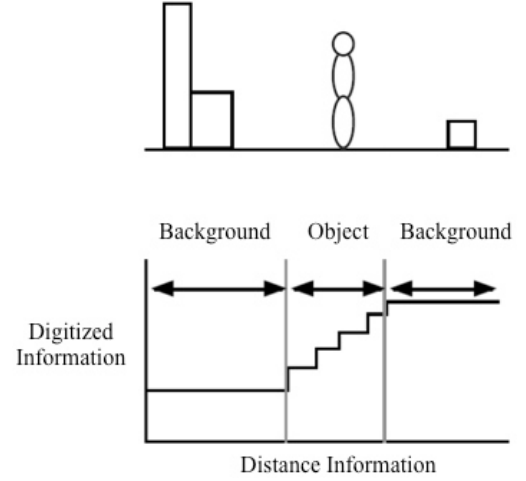 Background Object Background
Digitized
Information
Distance Information